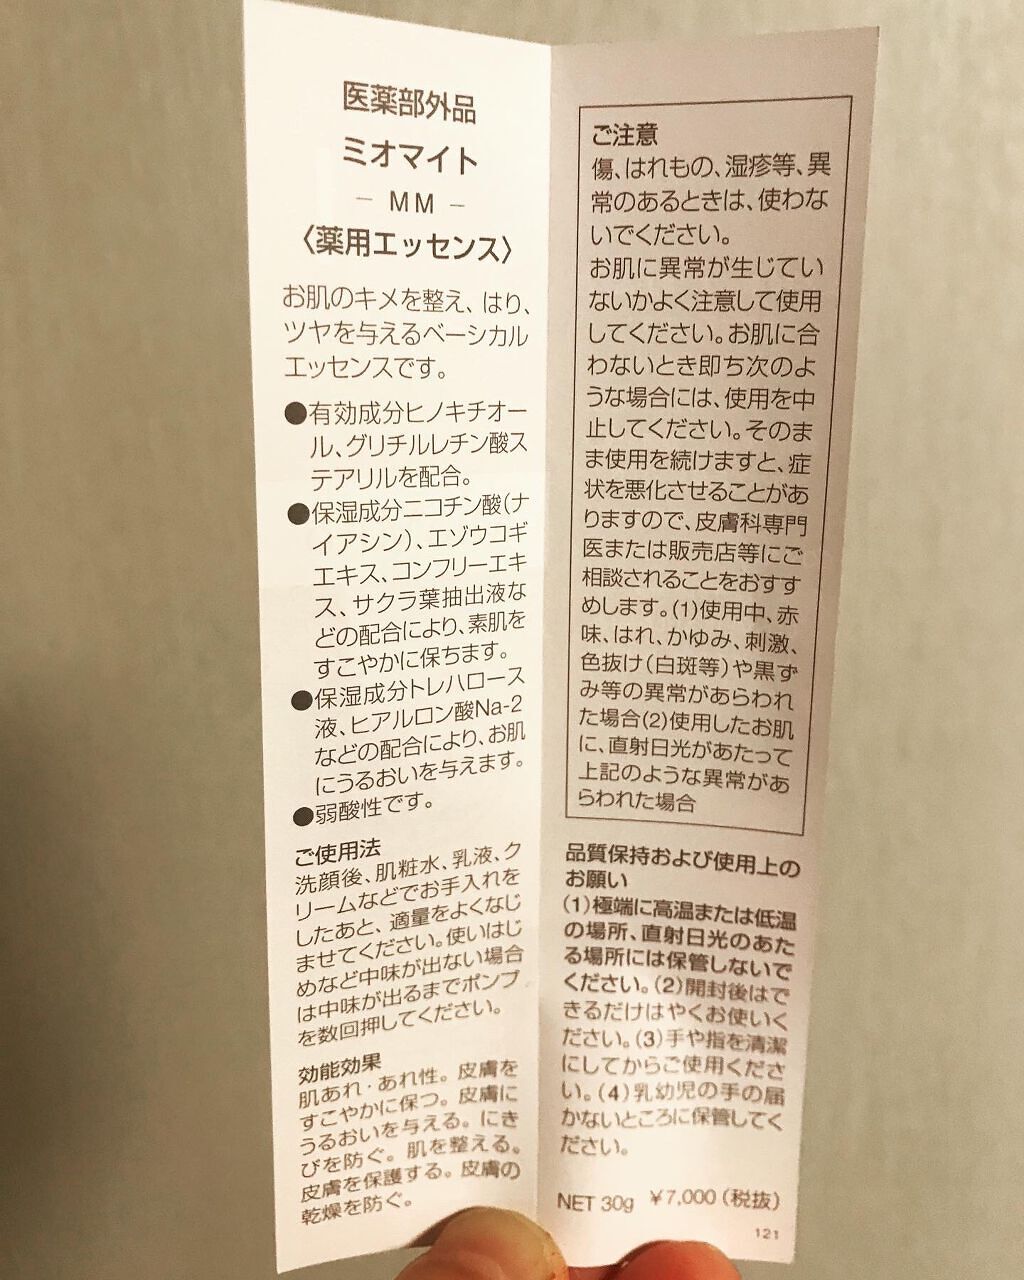 医薬部外品
ミオマイト
－ MM －
〈薬用エッセンス〉
お肌のキメを整え、はり、
ツヤを与えるベーシカル
エッセンスです。
●有効成分ヒノキチオー
ル、グリチルレチン酸ス
テアリルを配合。
●保湿成分ニコチン酸(ナ
イアシン)、エゾウコギ
エキス、コンフリーエキ
ス、サクラ葉抽出液な
どの配合により、素肌を
すこやかに保ちます。
●保湿成分トレハロース
液、ヒアルロン酸Na-2
などの配合により、お肌
にうるおいを与えます。
●弱酸性です。
ご使用法
洗顔後、肌粧水、乳液、ク
リームなどでお手入れを
したあと、適量をよくなじ
ませてください。使いはじ
めなど中味が出ない場合
は中味が出るまでポンプ
を数回押してください。
効能効果
肌あれ・あれ性。皮膚を
すこやかに保つ。皮膚に
うるおいを与える。にき
びを防ぐ。肌を整える。
皮膚を保護する。皮膚の
乾燥を防ぐ。
ご注意
傷、はれもの、湿疹等、異
常のあるときは、使わな
いでください。
お肌に異常が生じてい
ないかよく注意して使用
してください。お肌に合
わないとき即ち次のよ
うな場合には、使用を中
止してください。そのま
ま使用を続けますと、症
状を悪化させることがあ
りますので、皮膚科専門
医または販売店等にご
相談されることをおすす
めします。(1)使用中、赤
味、はれ、かゆみ、刺激、
色抜け(白斑等)や黒ず
み等の異常があらわれ
た場合(2)使用したお肌
に、直射日光があたって
上記のような異常があ
らわれた場合
品質保持および使用上の
お願い
(1)極端に高温または低温
の場所、直射日光のあた
る場所には保管しないで
ください。(2)開封後はで
きるだけはやくお使いく
ださい。(3)手や指を清潔
にしてからご使用くださ
い。(4)乳幼児の手の届
かないところに保管してく
ださい。
NET 30g ¥7,000 (税抜)
121